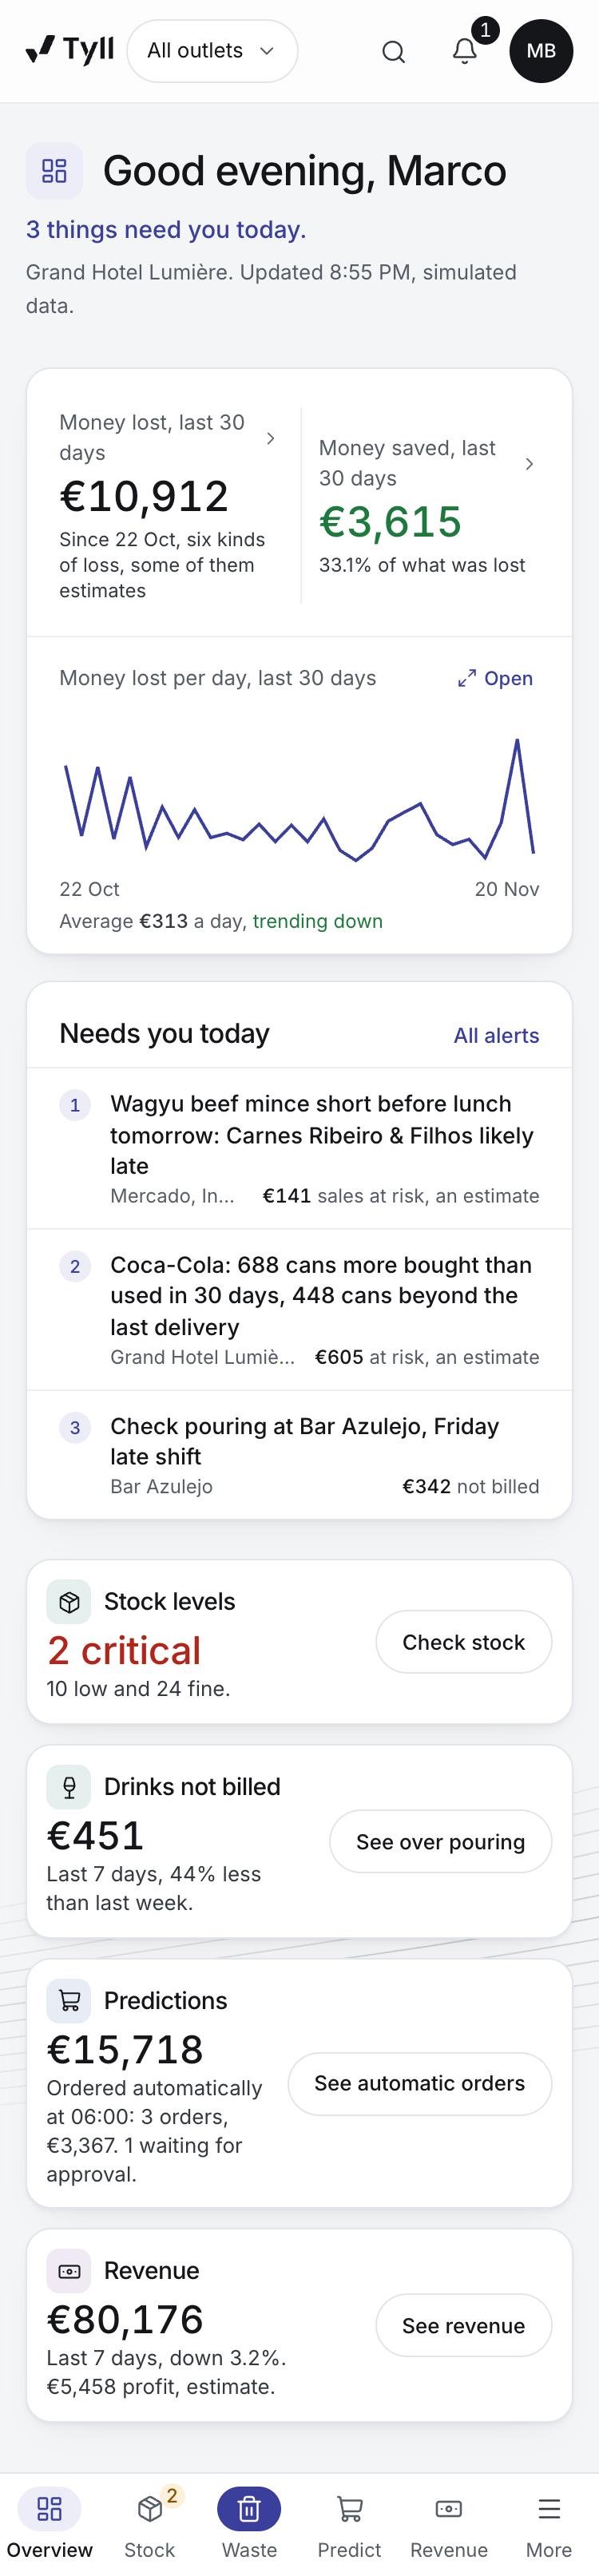 Tyll
All outlets
1
MB
Good evening, Marco
3 things need you today.
Grand Hotel Lumière. Updated 8:55 PM, simulated
data.
Money lost, last 30
days
€10,912
Since 22 Oct, six kinds
of loss, some of them
estimates
Money saved, last
30 days
€3,615
33.1% of what was lost
Money lost per day, last 30 days
Open
22 Oct
20 Nov
Average €313 a day, trending down
Needs you today
All alerts
1
Wagyu beef mince short before lunch
tomorrow: Carnes Ribeiro & Filhos likely
late
Mercado, In...
€141 sales at risk, an estimate
2
Coca-Cola: 688 cans more bought than
used in 30 days, 448 cans beyond the
last delivery
Grand Hotel Lumiè...
€605 at risk, an estimate
3
Check pouring at Bar Azulejo, Friday
late shift
Bar Azulejo
€342 not billed
Stock levels
2 critical
10 low and 24 fine.
Check stock
Drinks not billed
€451
Last 7 days, 44% less
than last week.
See over pouring
Predictions
€15,718
Ordered automatically
at 06:00: 3 orders,
€3,367. 1 waiting for
approval.
See automatic orders
Revenue
€80,176
Last 7 days, down 3.2%.
€5,458 profit, estimate.
See revenue
Overview
2
Stock
Waste
Predict
Revenue
More